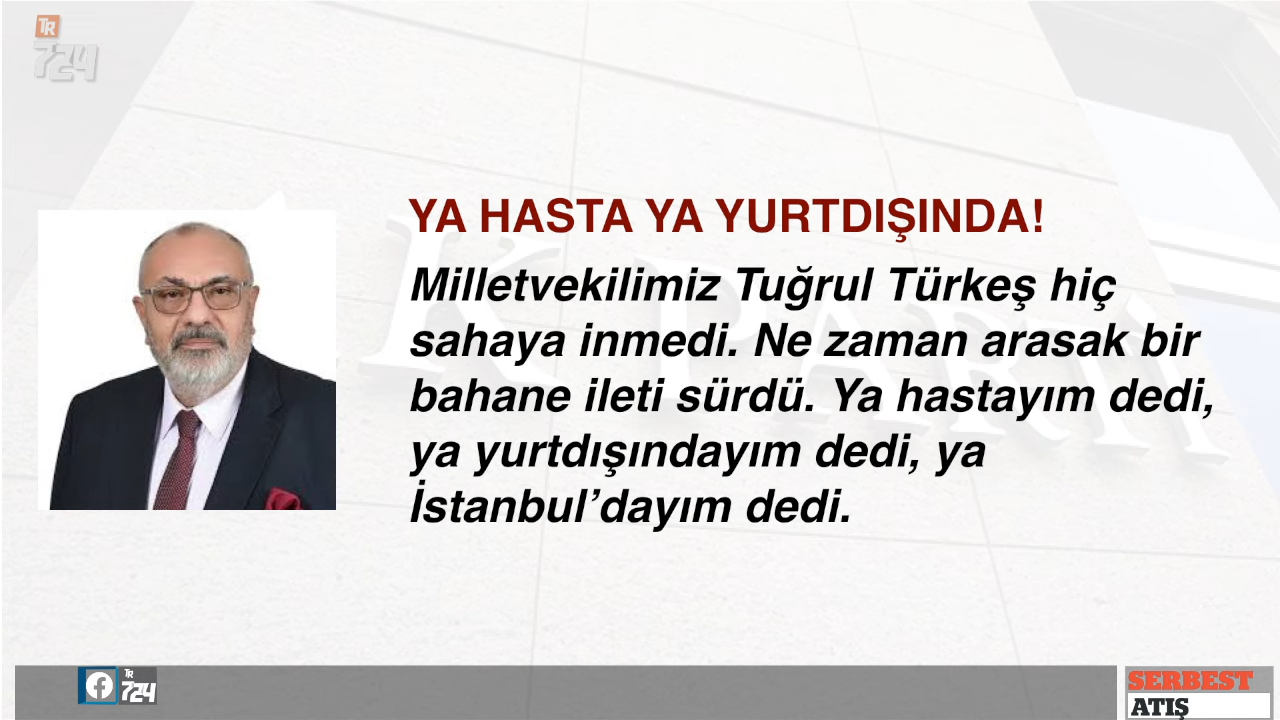 TR
724
YA HASTA YA YURTDIŞINDA!
Milletvekilimiz Tuğrul Türkeş hiç
sahaya inmedi. Ne zaman arasak bir
bahane ileti sürdü. Ya hastayım dedi,
ya yurtdışındayım dedi, ya
İstanbul’dayım dedi.
K PARTİ
TR
724
SERBEST
ATIŞ